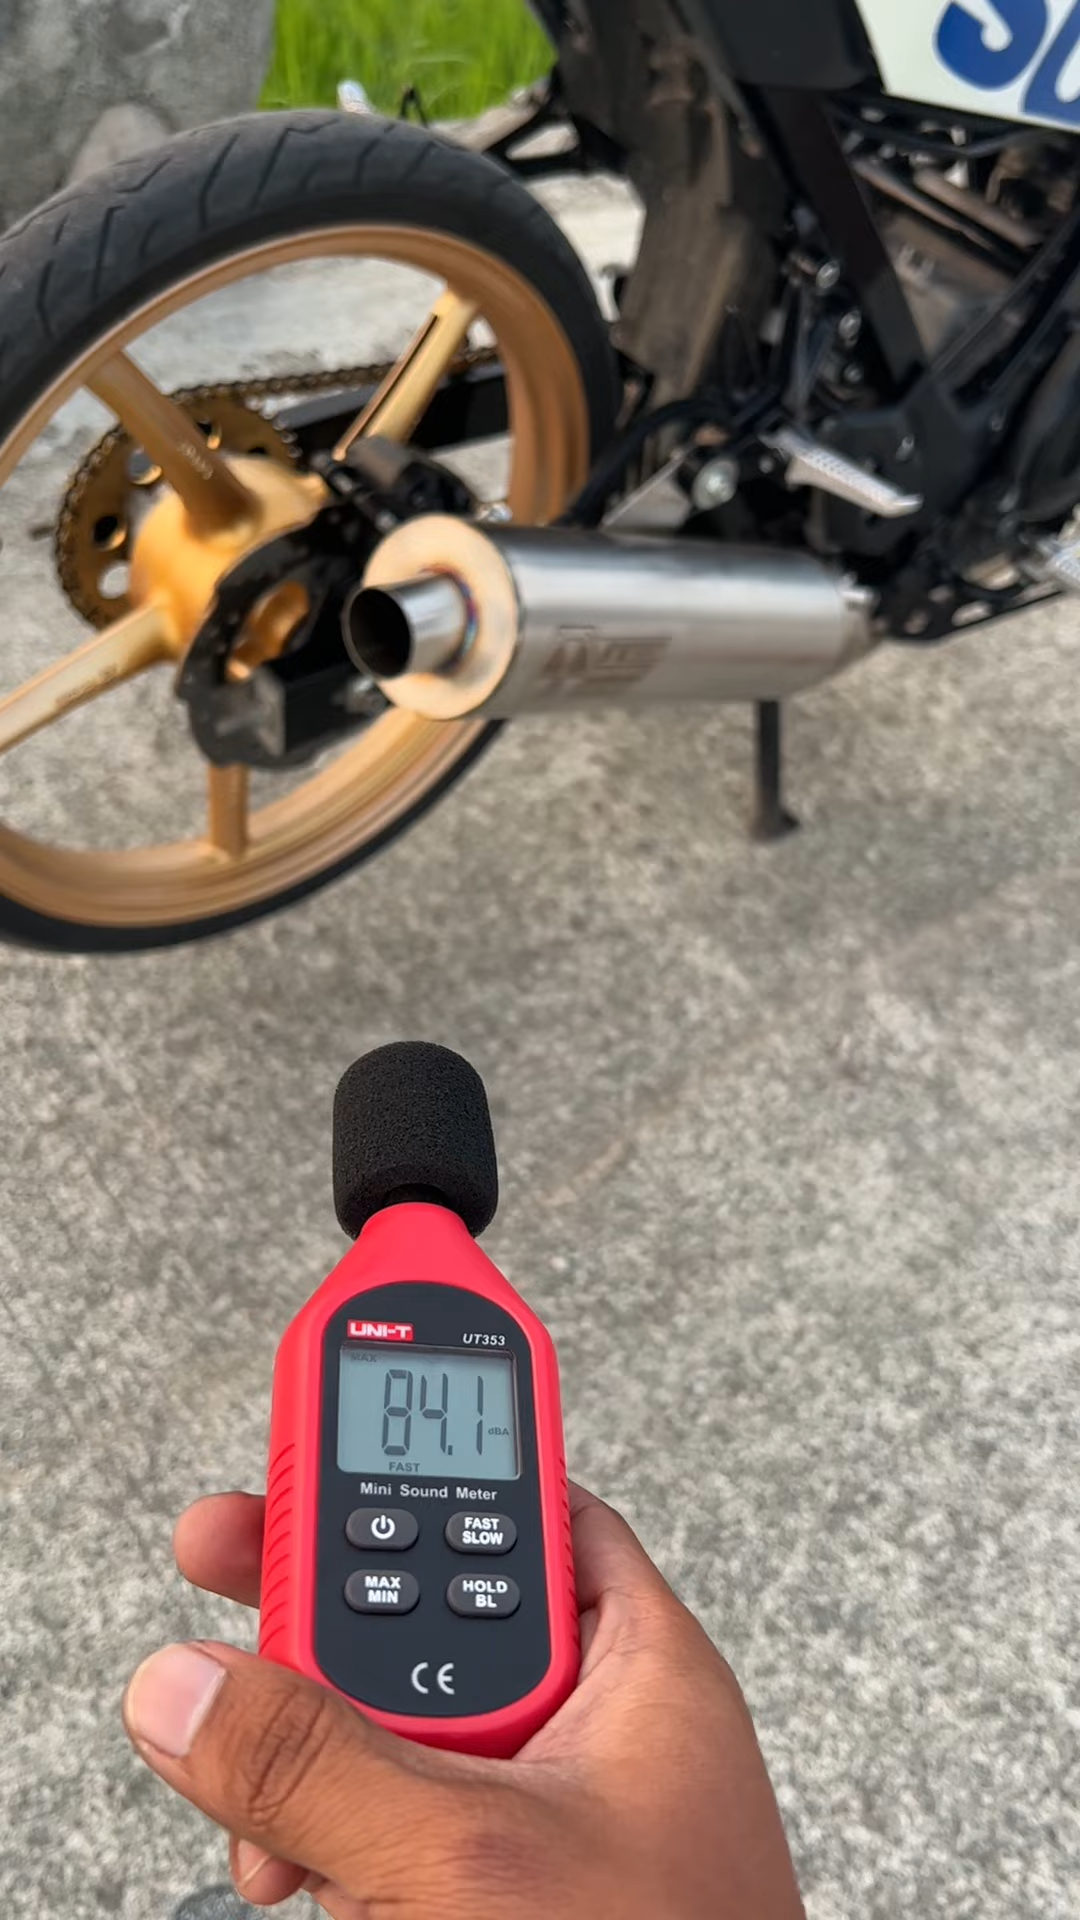 UNI-T
UT353
MAX
84.1
dBA
FAST
Mini Sound Meter
FAST
SLOW
MAX
MIN
HOLD
BL
CE